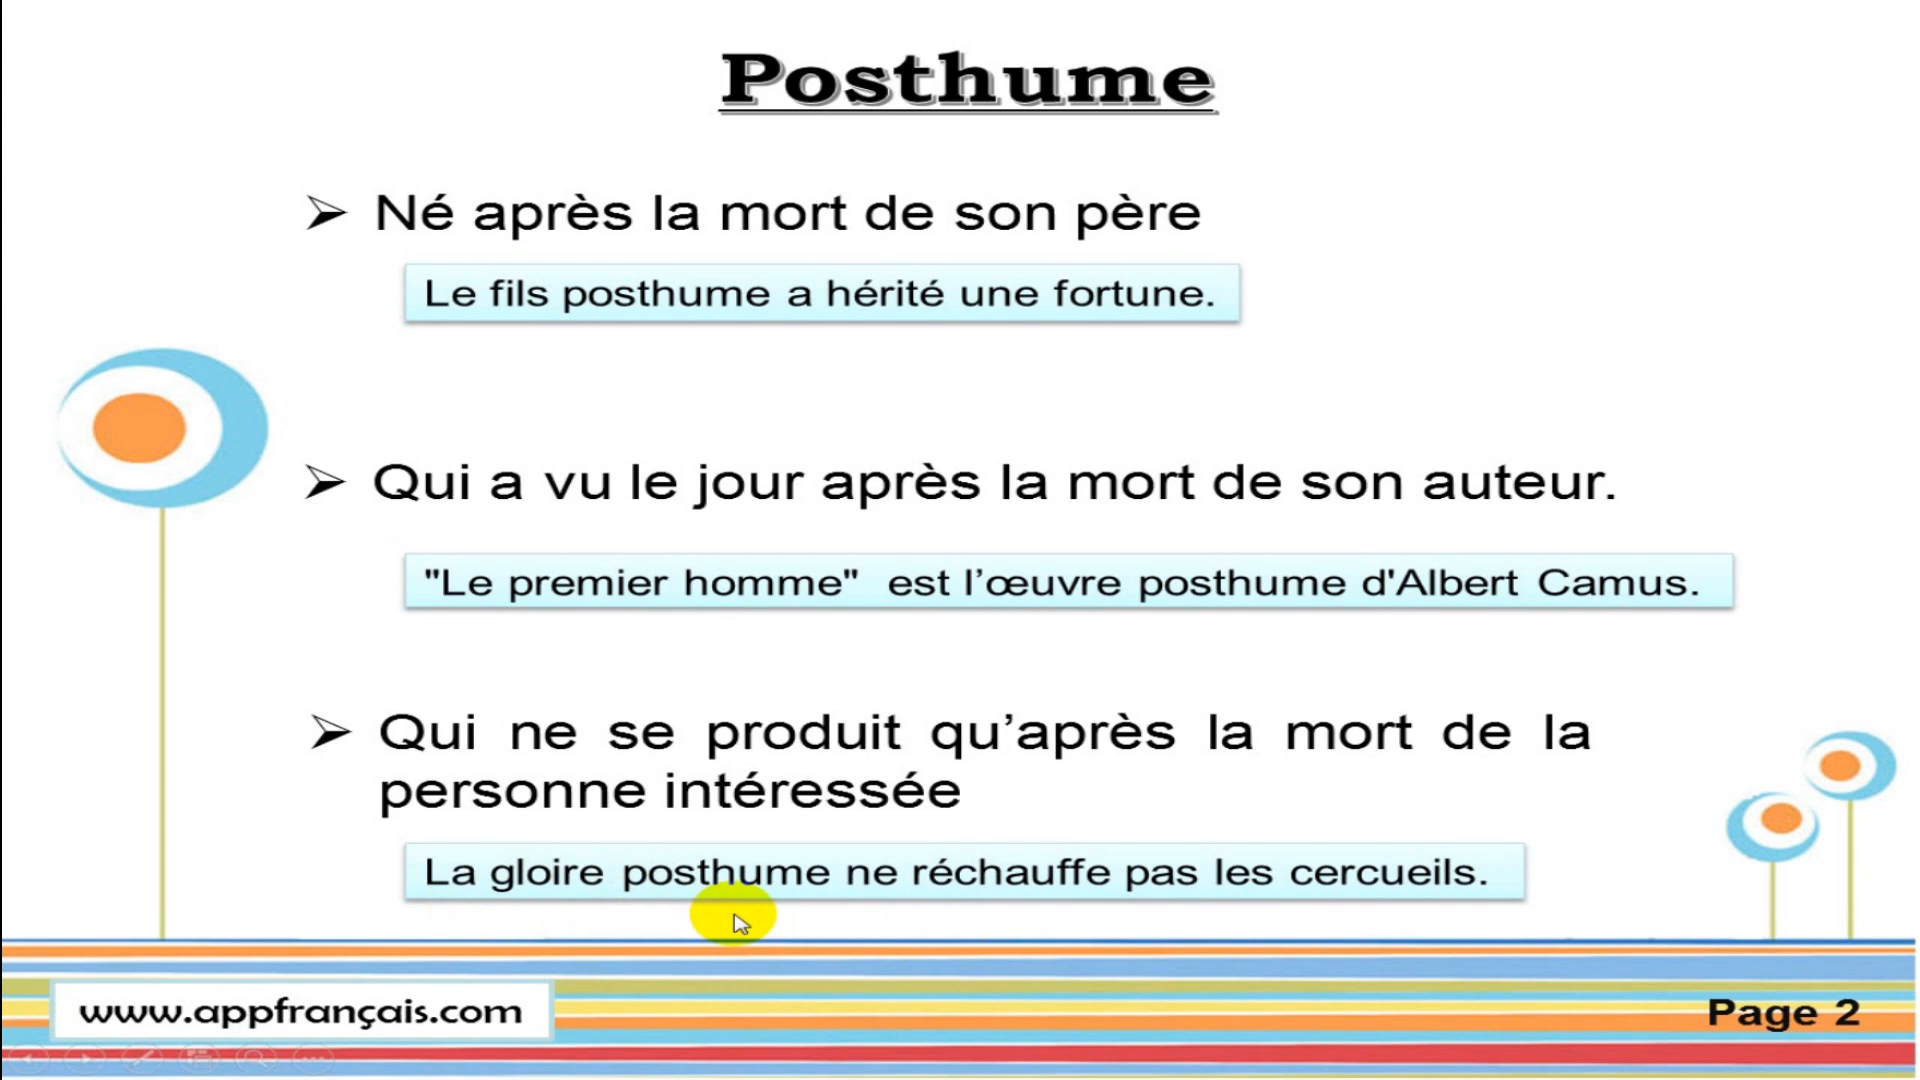 Posthume
➢ Né après la mort de son père
Le fils posthume a hérité une fortune.
➢ Qui a vu le jour après la mort de son auteur.
"Le premier homme"  est l’œuvre posthume d'Albert Camus.
➢ Qui ne se produit qu’après la mort de la
personne intéressée
La gloire posthume ne réchauffe pas les cercueils.
www.appfrançais.com
Page 2